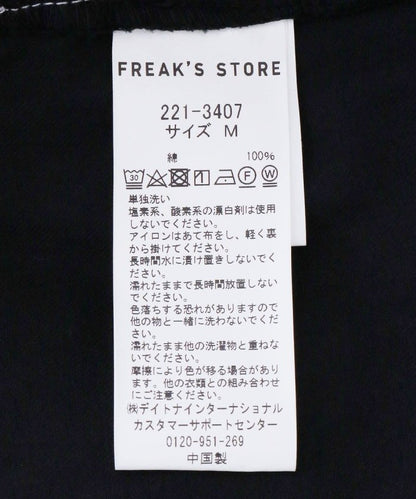 FREAK'S STORE
221-3407
サイズ M
綿 100%
30 F W
単独洗い
塩素系、酸素系の漂白剤は使用
しないでください。
アイロンはあて布をし、軽く裏
から掛けてください。
長時間水に漬け置きしないでくだ
さい。
濡れたままで長時間放置しない
でください。
色落ちする恐れがありますので
他の物と一緒に洗わないでくだ
さい。
濡れたまま他の洗濯物と重ねな
いでください。
摩擦により色が移る場合があり
ます。他の衣類との組み合わせ
にご注意ください。
㈱デイトナインターナショナル
カスタマーサポートセンター
0120-951-269
中国製